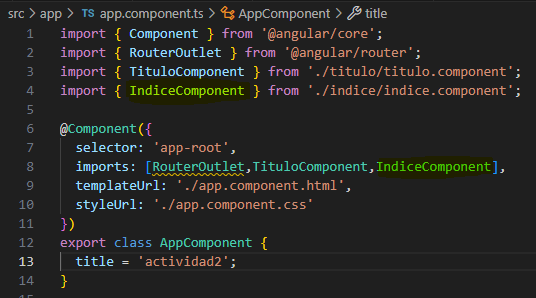 src > app > TS app.component.ts > AppComponent > title
1 import { Component } from '@angular/core';
2 import { RouterOutlet } from '@angular/router';
3 import { TituloComponent } from './titulo/titulo.component';
4 import { IndiceComponent } from './indice/indice.component';
5
6 @Component({
7 selector: 'app-root',
8 imports: [RouterOutlet,TituloComponent,IndiceComponent],
9 templateUrl: './app.component.html',
10 styleUrl: './app.component.css'
11 })
12 export class AppComponent {
13 title = 'actividad2';
14 }